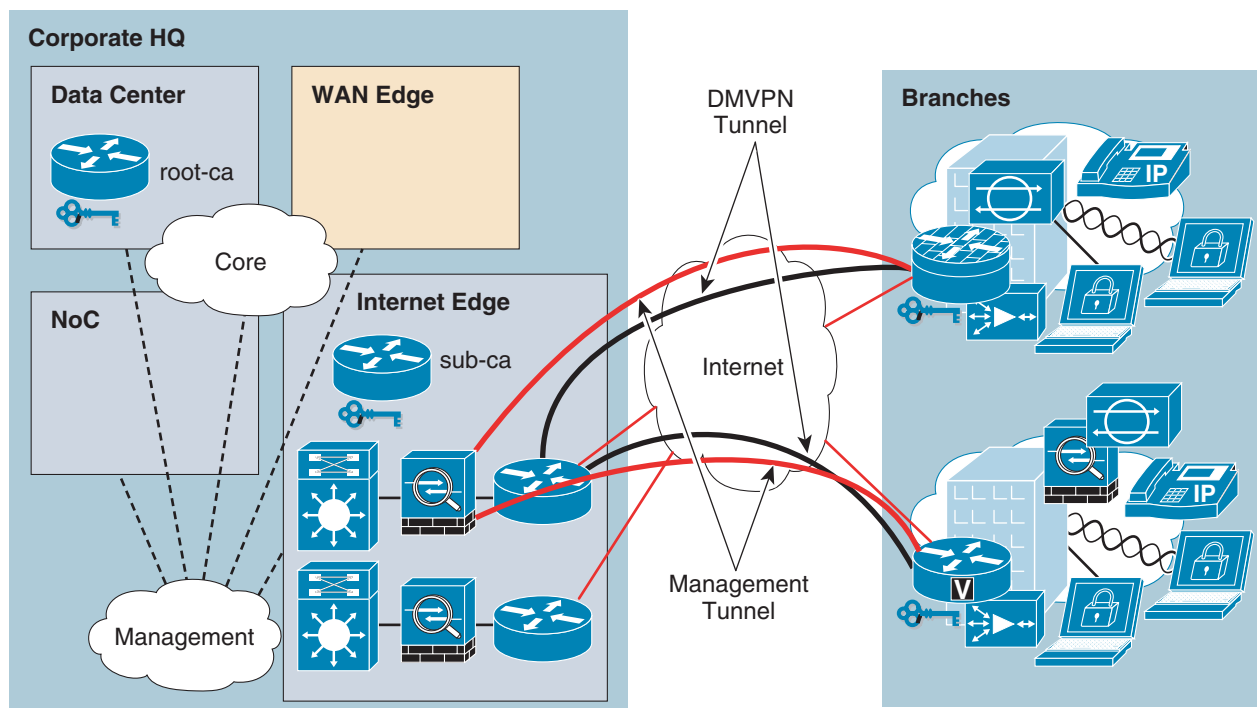 Corporate HQ
Data Center
root-ca
WAN Edge
Core
NoC
Internet Edge
sub-ca
Management
DMVPN
Tunnel
Internet
Management
Tunnel
Branches
IP
IP
V